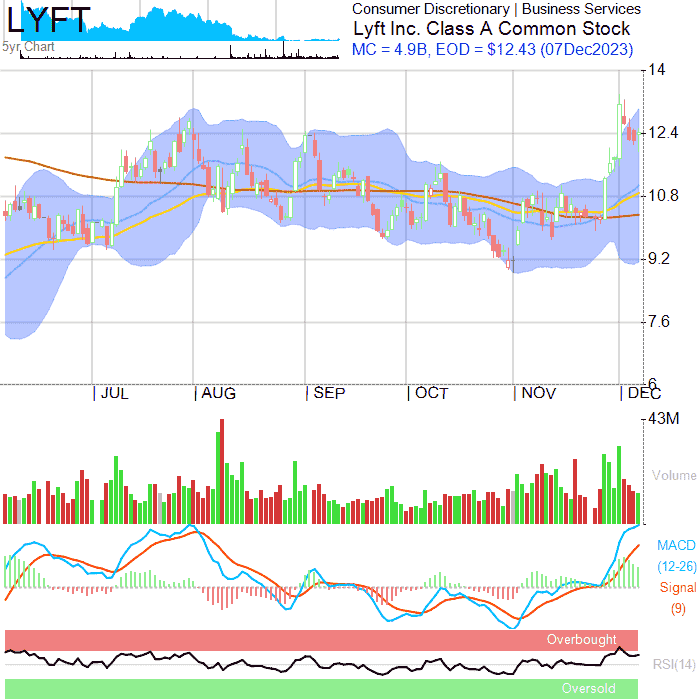 LYFT
5yr Chart
Consumer Discretionary | Business Services
Lyft Inc. Class A Common Stock
MC = 4.9B, EOD = $12.43 (07Dec2023)
14
12.4
10.8
9.2
7.6
6
JUL AUG SEP OCT NOV DEC
43M
Volume
MACD
(12-26)
Signal
(9)
Overbought
RSI(14)
Oversold